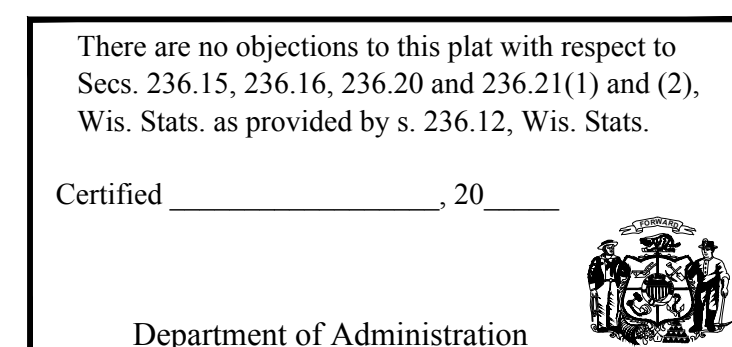 There are no objections to this plat with respect to
Secs. 236.15, 236.16, 236.20 and 236.21(1) and (2),
Wis. Stats. as provided by s. 236.12, Wis. Stats.
Certified __________________, 20_____
FORWARD
Department of Administration